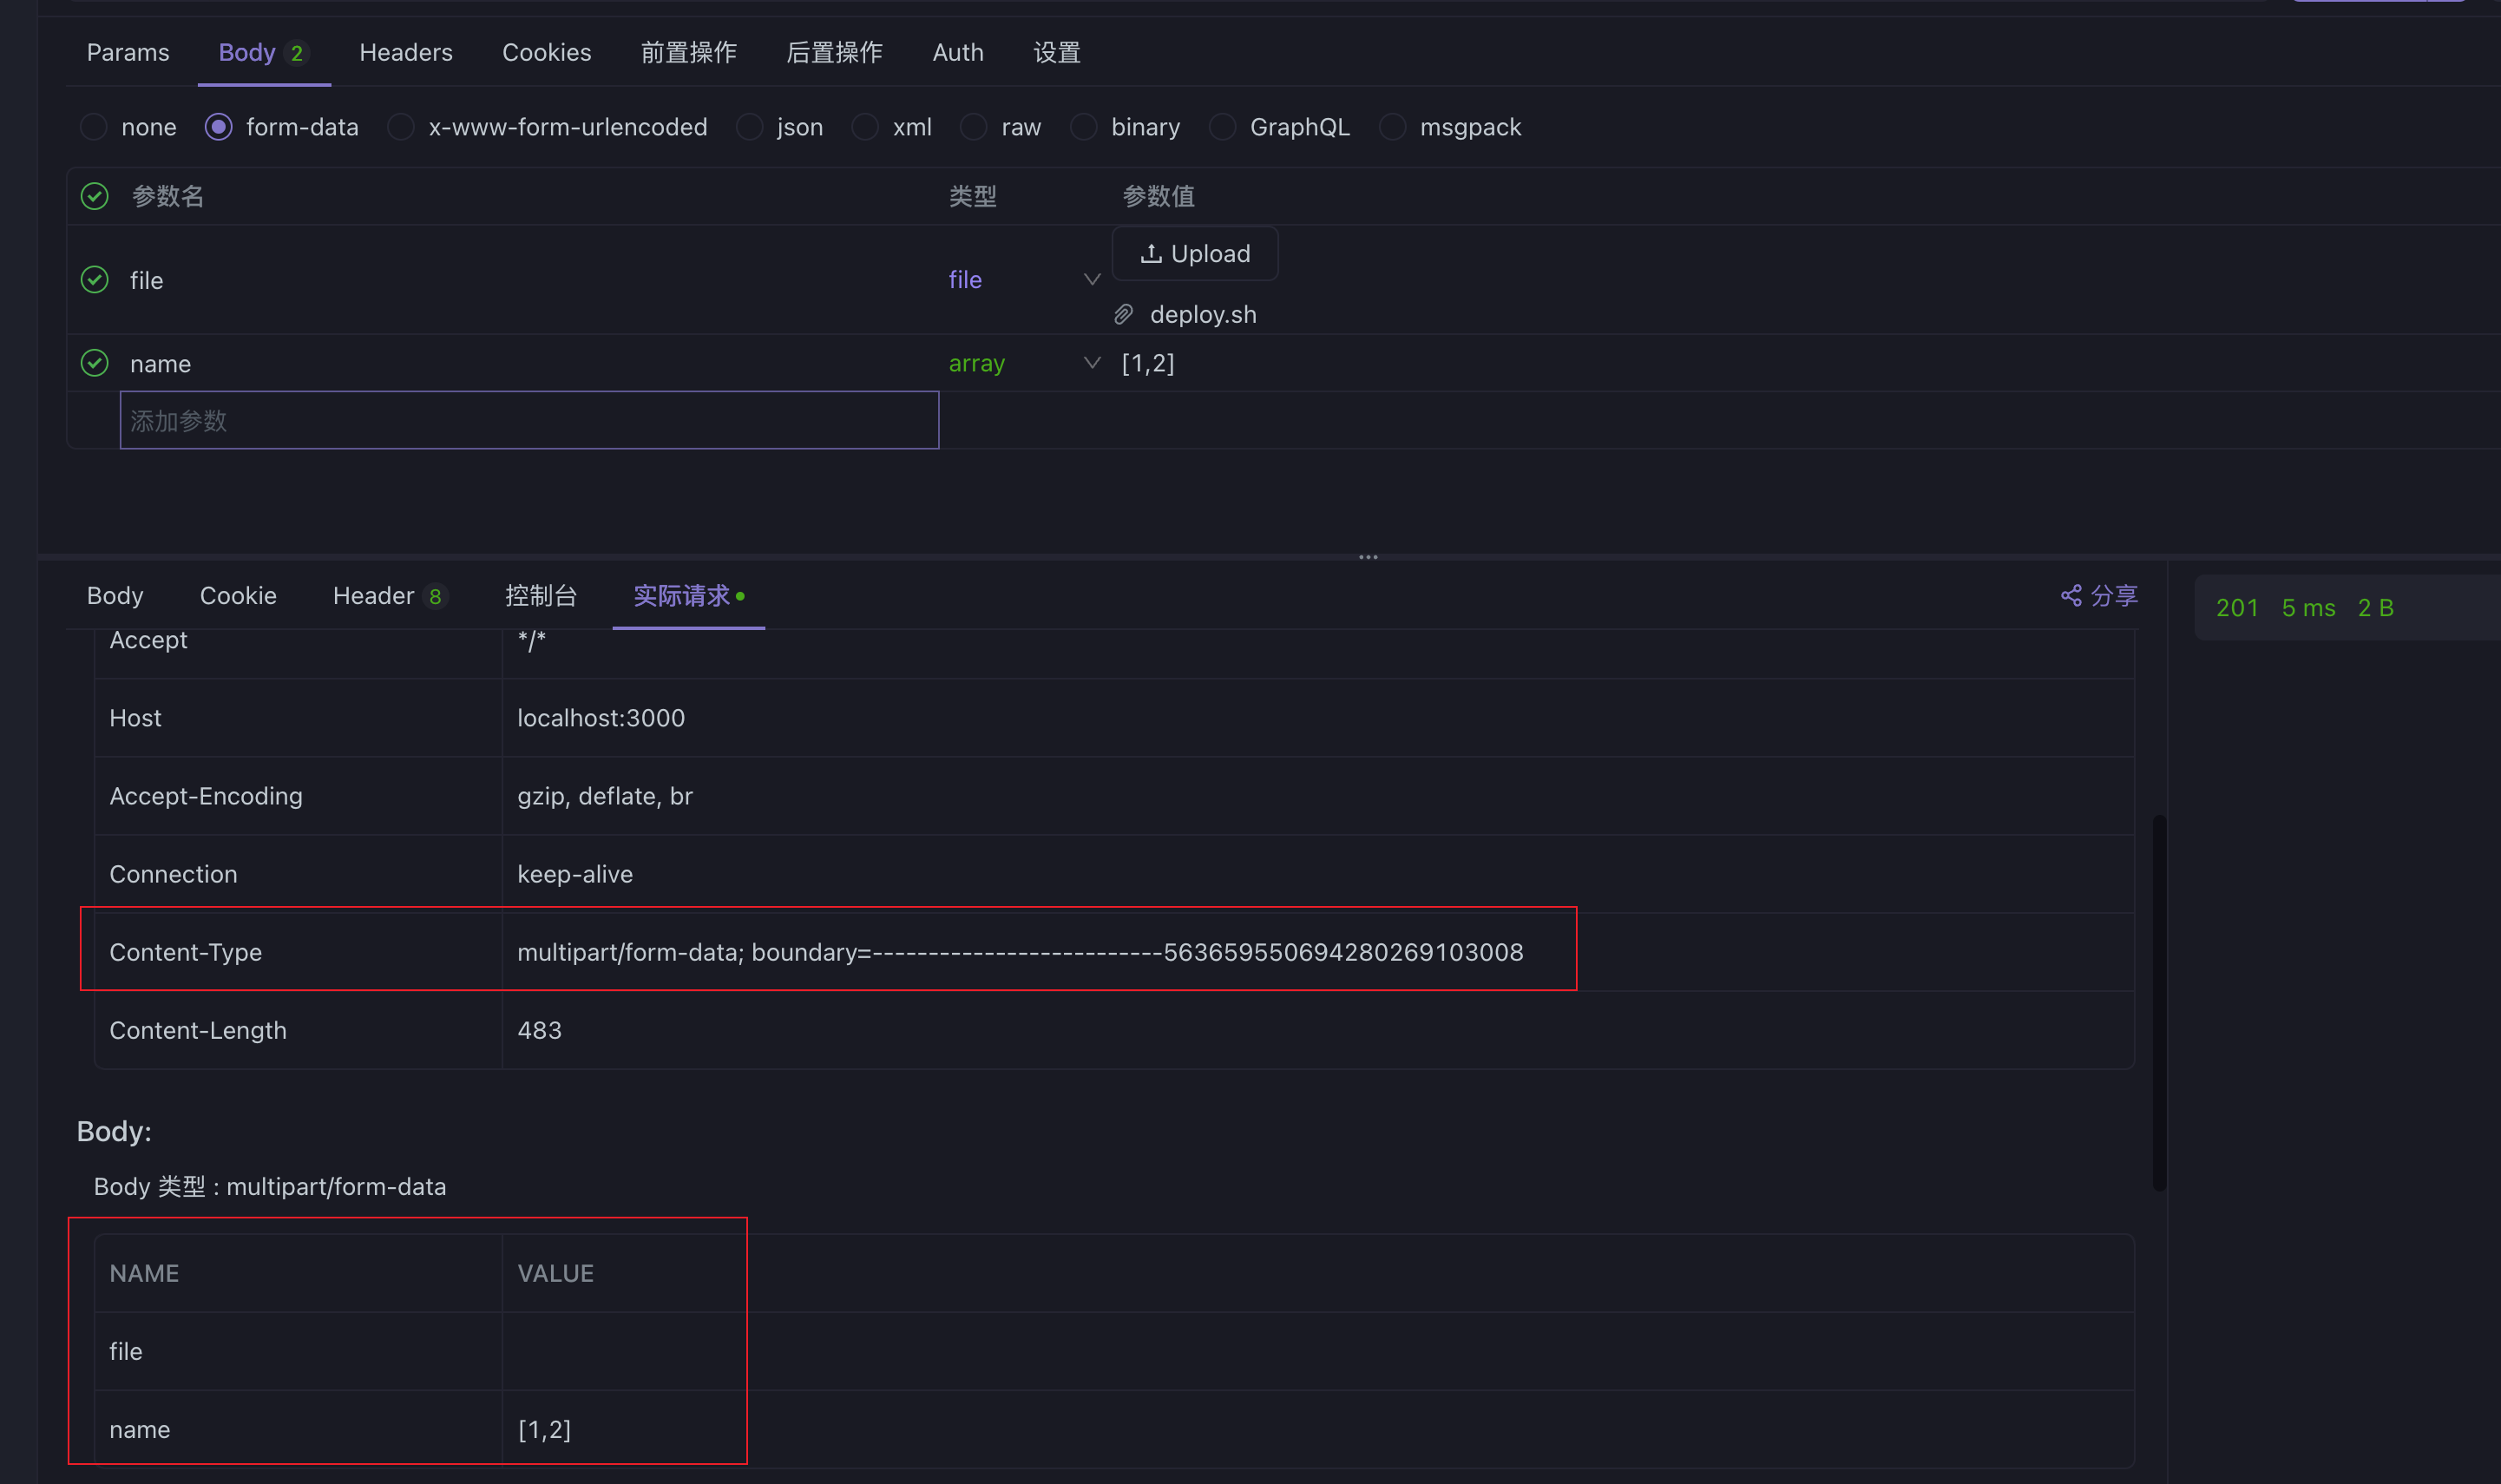 Params Body 2 Headers Cookies 前置操作 后置操作 Auth 设置
none form-data x-www-form-urlencoded json xml raw binary GraphQL msgpack
参数名 类型 参数值
file file Upload
deploy.sh
name array [1,2]
添加参数
Body Cookie Header 8 控制台 实际请求 分享 201 5 ms 2 B
Accept */*
Host localhost:3000
Accept-Encoding gzip, deflate, br
Connection keep-alive
Content-Type multipart/form-data; boundary=--------------------------563659550694280269103008
Content-Length 483
Body:
Body 类型 : multipart/form-data
NAME VALUE
file
name [1,2]